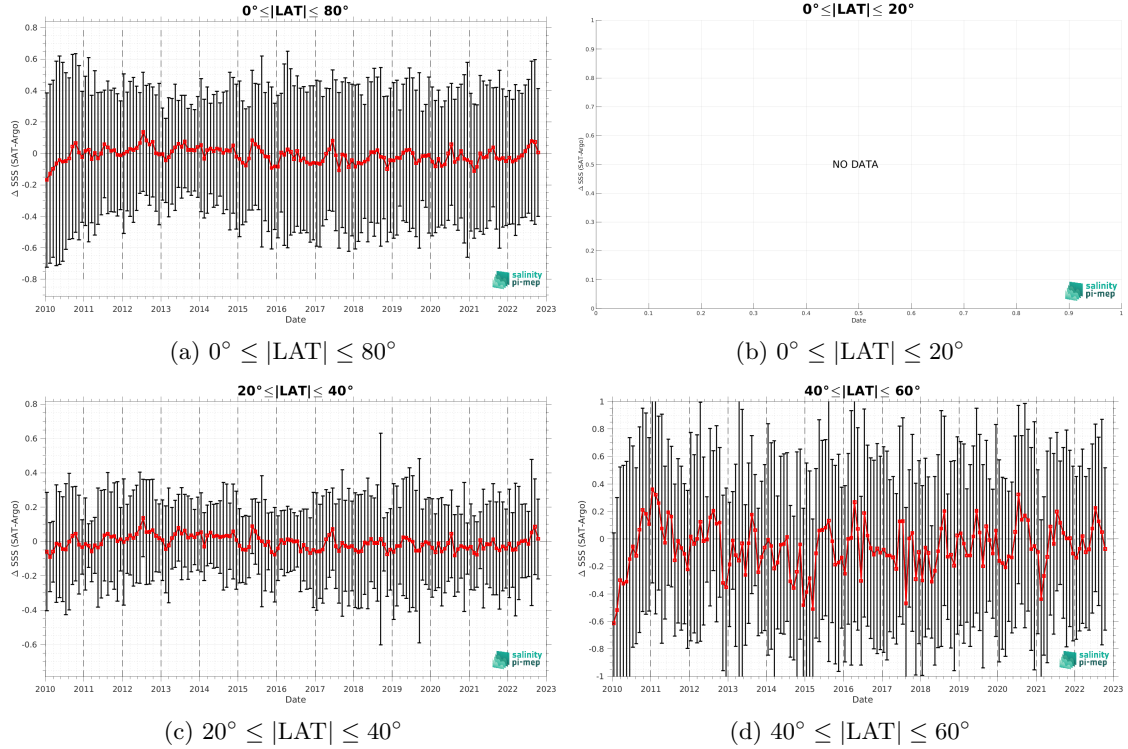 0°≤|LAT|≤ 80°
Δ SSS (SAT-Argo)
0.8
0.6
0.4
0.2
0
-0.2
-0.4
-0.6
-0.8
2010 2011 2012 2013 2014 2015 2016 2017 2018 2019 2020 2021 2022 2023
Date
salinity
pi-mep
(a) 0° ≤ |LAT| ≤ 80°
0°≤|LAT|≤ 20°
Δ SSS (SAT-Argo)
1
0.9
0.8
0.7
0.6
0.5
0.4
0.3
0.2
0.1
0
NO DATA
0 0.1 0.2 0.3 0.4 0.5 0.6 0.7 0.8 0.9 1
Date
salinity
pi-mep
(b) 0° ≤ |LAT| ≤ 20°
20°≤|LAT|≤ 40°
Δ SSS (SAT-Argo)
0.8
0.6
0.4
0.2
0
-0.2
-0.4
-0.6
2010 2011 2012 2013 2014 2015 2016 2017 2018 2019 2020 2021 2022 2023
Date
salinity
pi-mep
(c) 20° ≤ |LAT| ≤ 40°
40°≤|LAT|≤ 60°
Δ SSS (SAT-Argo)
1
0.8
0.6
0.4
0.2
0
-0.2
-0.4
-0.6
-0.8
-1
2010 2011 2012 2013 2014 2015 2016 2017 2018 2019 2020 2021 2022 2023
Date
salinity
pi-mep
(d) 40° ≤ |LAT| ≤ 60°